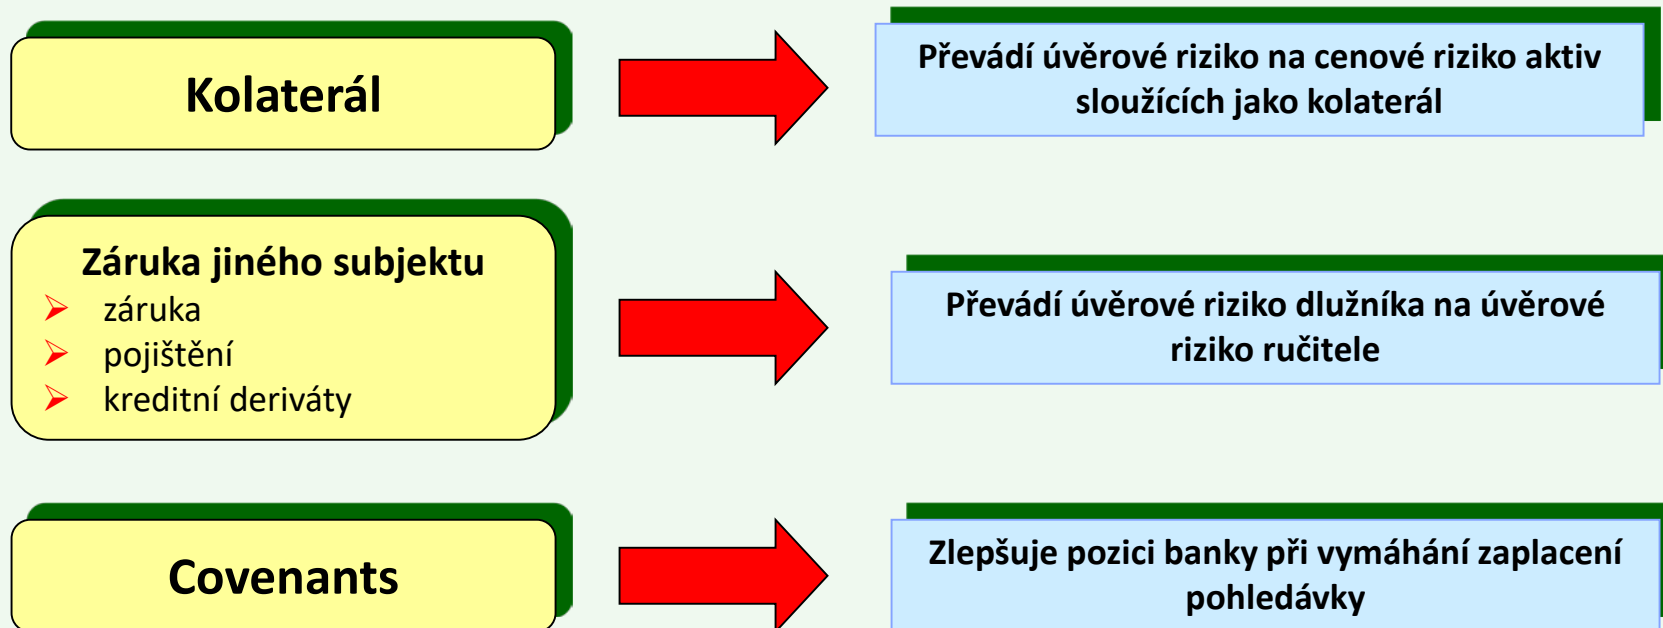 Kolaterál
Převádí úvěrové riziko na cenové riziko aktiv
sloužících jako kolaterál
Záruka jiného subjektu
záruka
pojištění
kreditní deriváty
Převádí úvěrové riziko dlužníka na úvěrové
riziko ručitele
Covenants
Zlepšuje pozici banky při vymáhání zaplacení
pohledávky